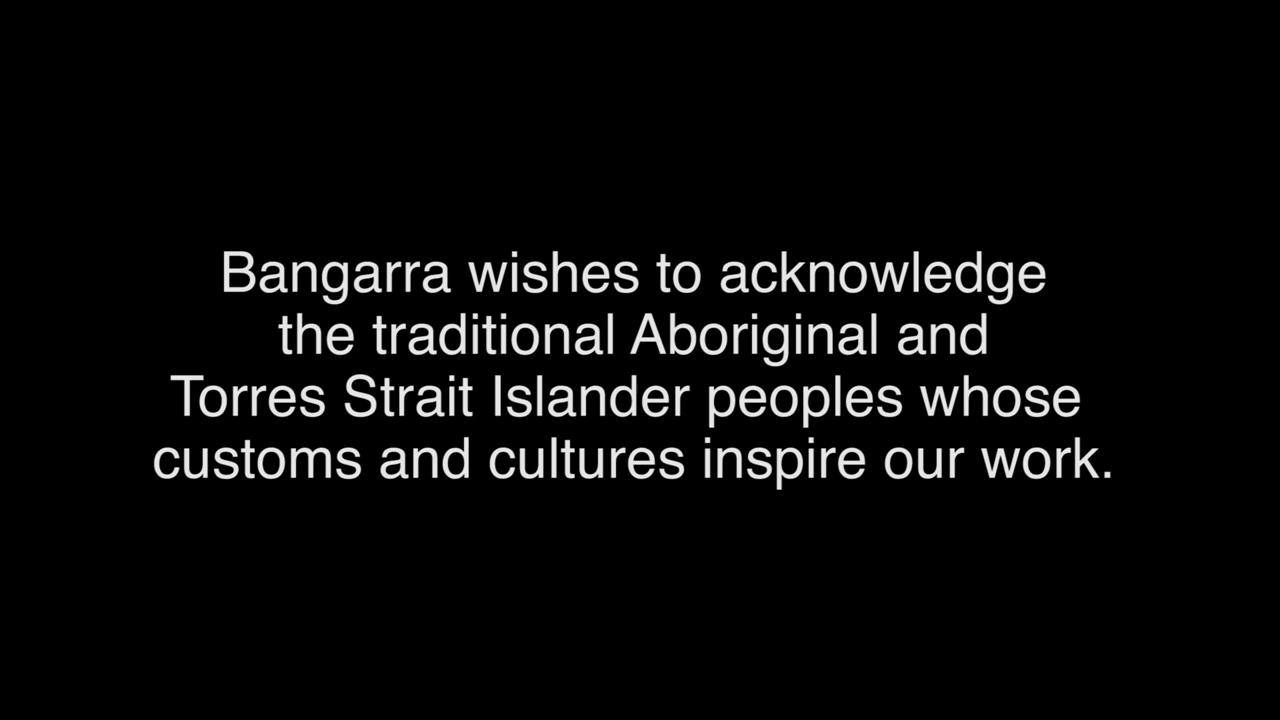 Bangarra wishes to acknowledge
the traditional Aboriginal and
Torres Strait Islander peoples whose
customs and cultures inspire our work.